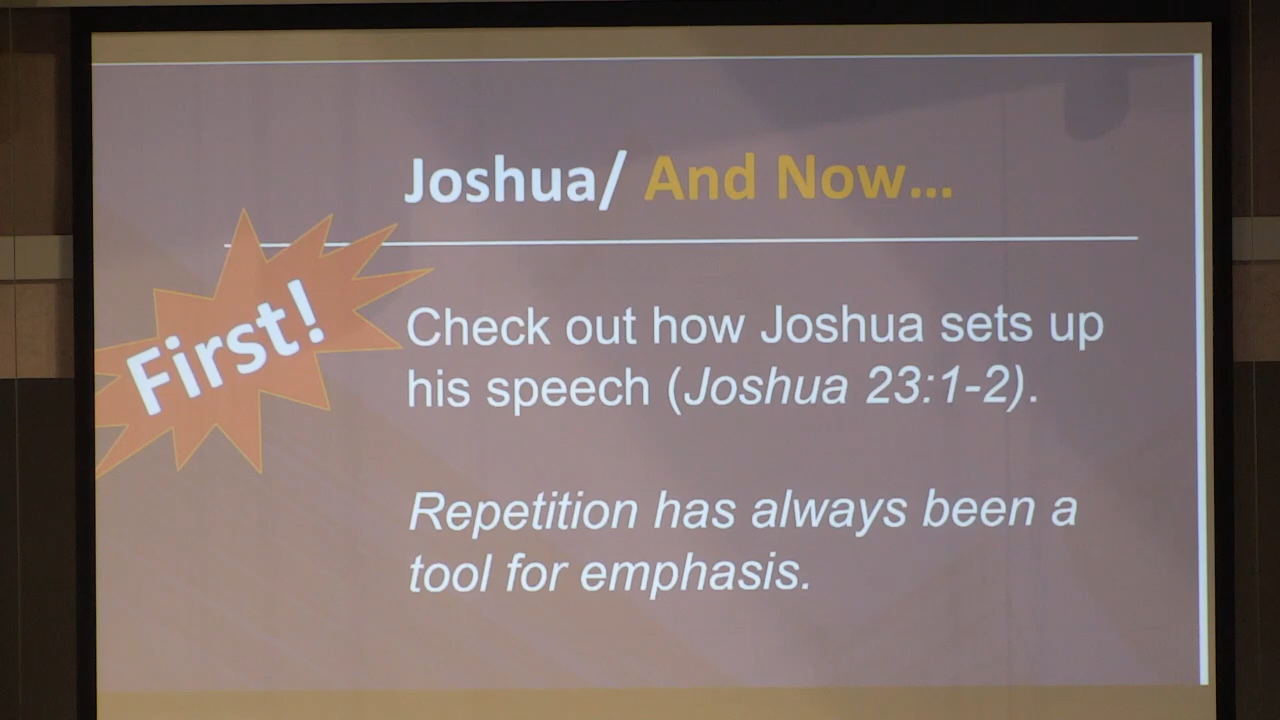 Joshua/ And Now...
First!
Check out how Joshua sets up
his speech (Joshua 23:1-2).
Repetition has always been a
tool for emphasis.